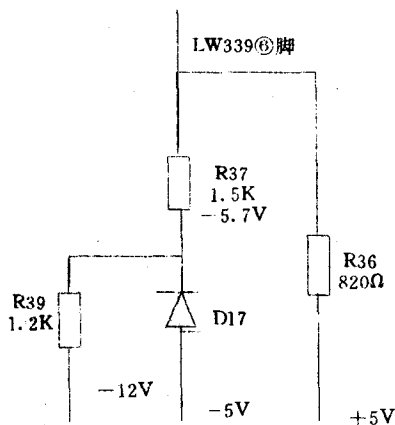 LW339⑥脚
R37
1.5K
-5.7V
R36
820Ω
R39
1.2K
D17
-12V
-5V
+5V